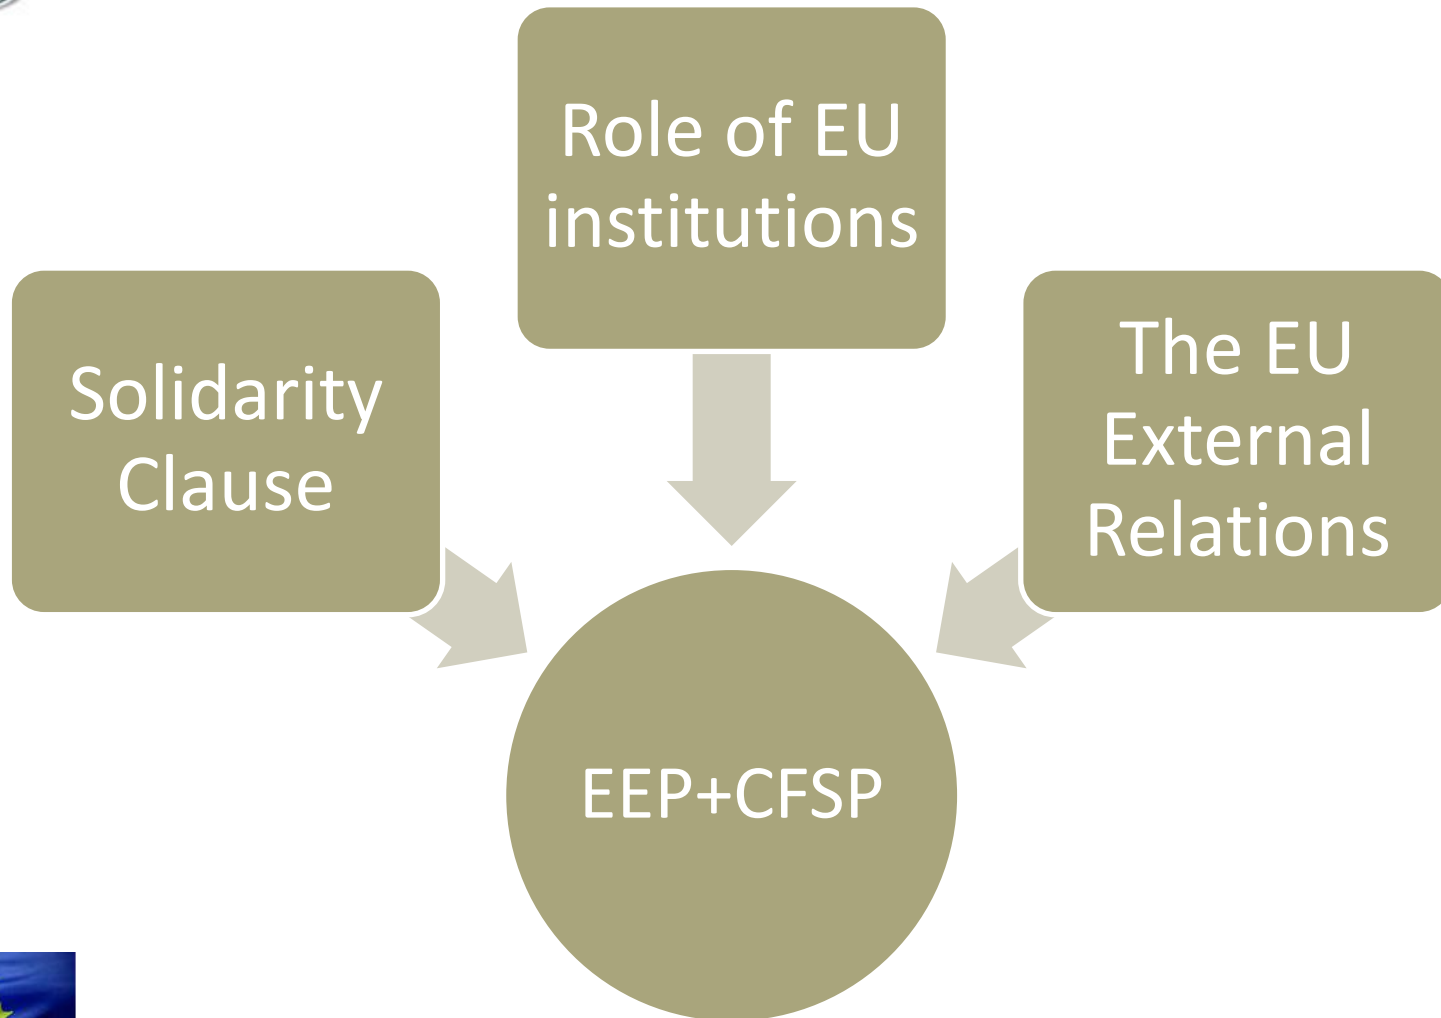 Role of EU
institutions
Solidarity
Clause
The EU
External
Relations
EEP+CFSP